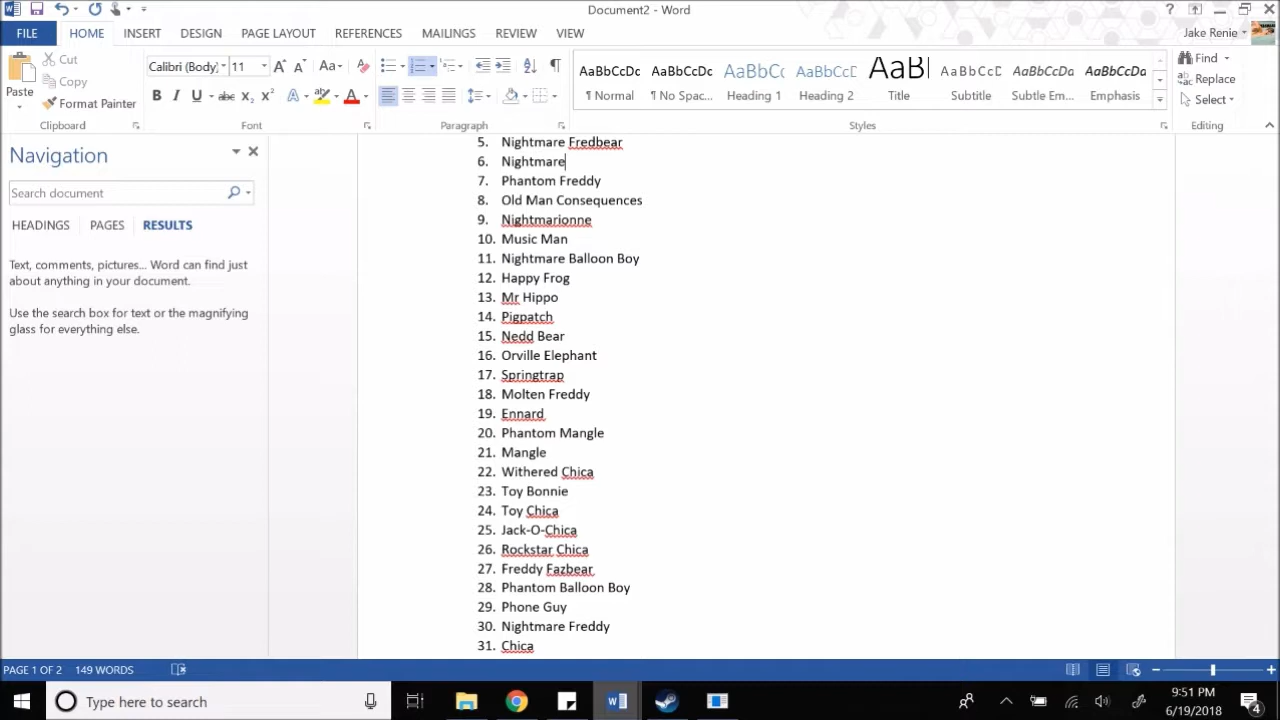 Document2 - Word
FILE HOME INSERT DESIGN PAGE LAYOUT REFERENCES MAILINGS REVIEW VIEW Jake Renie
Paste Cut Copy Format Painter
Calibri (Body) 11
AaBbCcDc AaBbCcDc AaBbCc AaBbCcC AaB AaBbCcD AaBbCcDc AaBbCcDc
¶ Normal ¶ No Spac... Heading 1 Heading 2 Title Subtitle Subtle Em... Emphasis
Find Replace Select
Clipboard Font Paragraph Styles Editing
Navigation
Search document
HEADINGS PAGES RESULTS
Text, comments, pictures... Word can find just
about anything in your document.
Use the search box for text or the magnifying
glass for everything else.
5. Nightmare Fredbear
6. Nightmare
7. Phantom Freddy
8. Old Man Consequences
9. Nightmarionne
10. Music Man
11. Nightmare Balloon Boy
12. Happy Frog
13. Mr Hippo
14. Pigpatch
15. Nedd Bear
16. Orville Elephant
17. Springtrap
18. Molten Freddy
19. Ennard
20. Phantom Mangle
21. Mangle
22. Withered Chica
23. Toy Bonnie
24. Toy Chica
25. Jack-O-Chica
26. Rockstar Chica
27. Freddy Fazbear
28. Phantom Balloon Boy
29. Phone Guy
30. Nightmare Freddy
31. Chica
PAGE 1 OF 2 149 WORDS
Type here to search
9:51 PM
6/19/2018
4